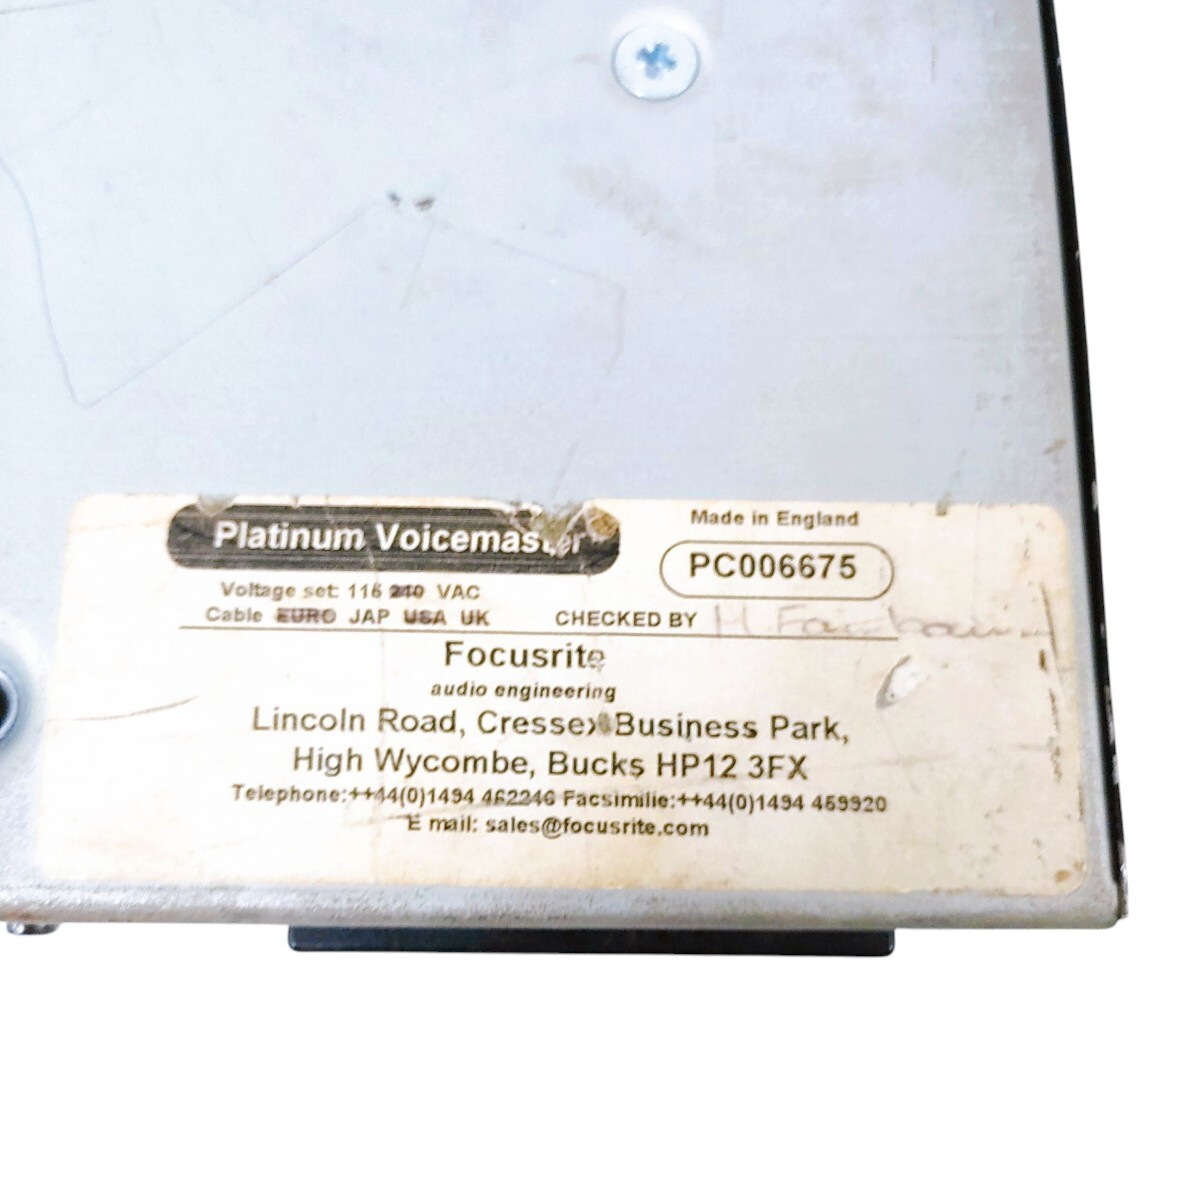 Platinum Voicemaster
Made in England
PC006675
Voltage set: 115 240 VAC
Cable EURO JAP USA UK CHECKED BY
Focusrite
audio engineering
Lincoln Road, Cressex Business Park,
High Wycombe, Bucks HP12 3FX
Telephone:++44(0)1494 462246 Facsimilie:++44(0)1494 459920
E mail: sales@focusrite.com